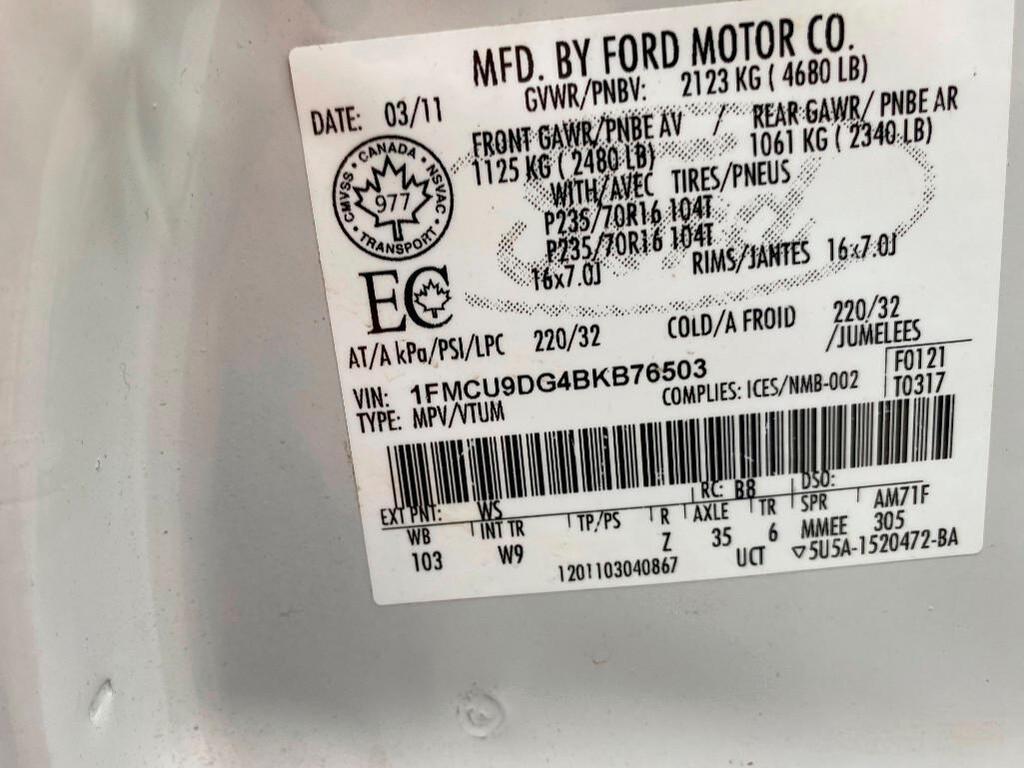 MFD. BY FORD MOTOR CO.
DATE: 03/11
GVWR/PNBV: 2123 KG ( 4680 LB)
FRONT GAWR/PNBE AV / REAR GAWR/ PNBE AR
1125 KG ( 2480 LB) 1061 KG ( 2340 LB)
WITH/AVEC TIRES/PNEUS
P235/70R16 104T
P235/70R16 104T
16x7.0J RIMS/JANTES 16x7.0J
CMVSS • CANADA • NSVAC • TRANSPORT •
977
EC
AT/A kPa/PSI/LPC 220/32 COLD/A FROID 220/32
/JUMELEES
VIN: 1FMCU9DG4BKB76503
F0121
TYPE: MPV/VTUM COMPLIES: ICES/NMB-002 T0317
EXT PNT: WS RC: B8 DSO:
WB INT TR TP/PS R AXLE TR SPR AM71F
103 W9 Z 35 6 MMEE 305
1201103040867 UCT ▽5U5A-1520472-BA